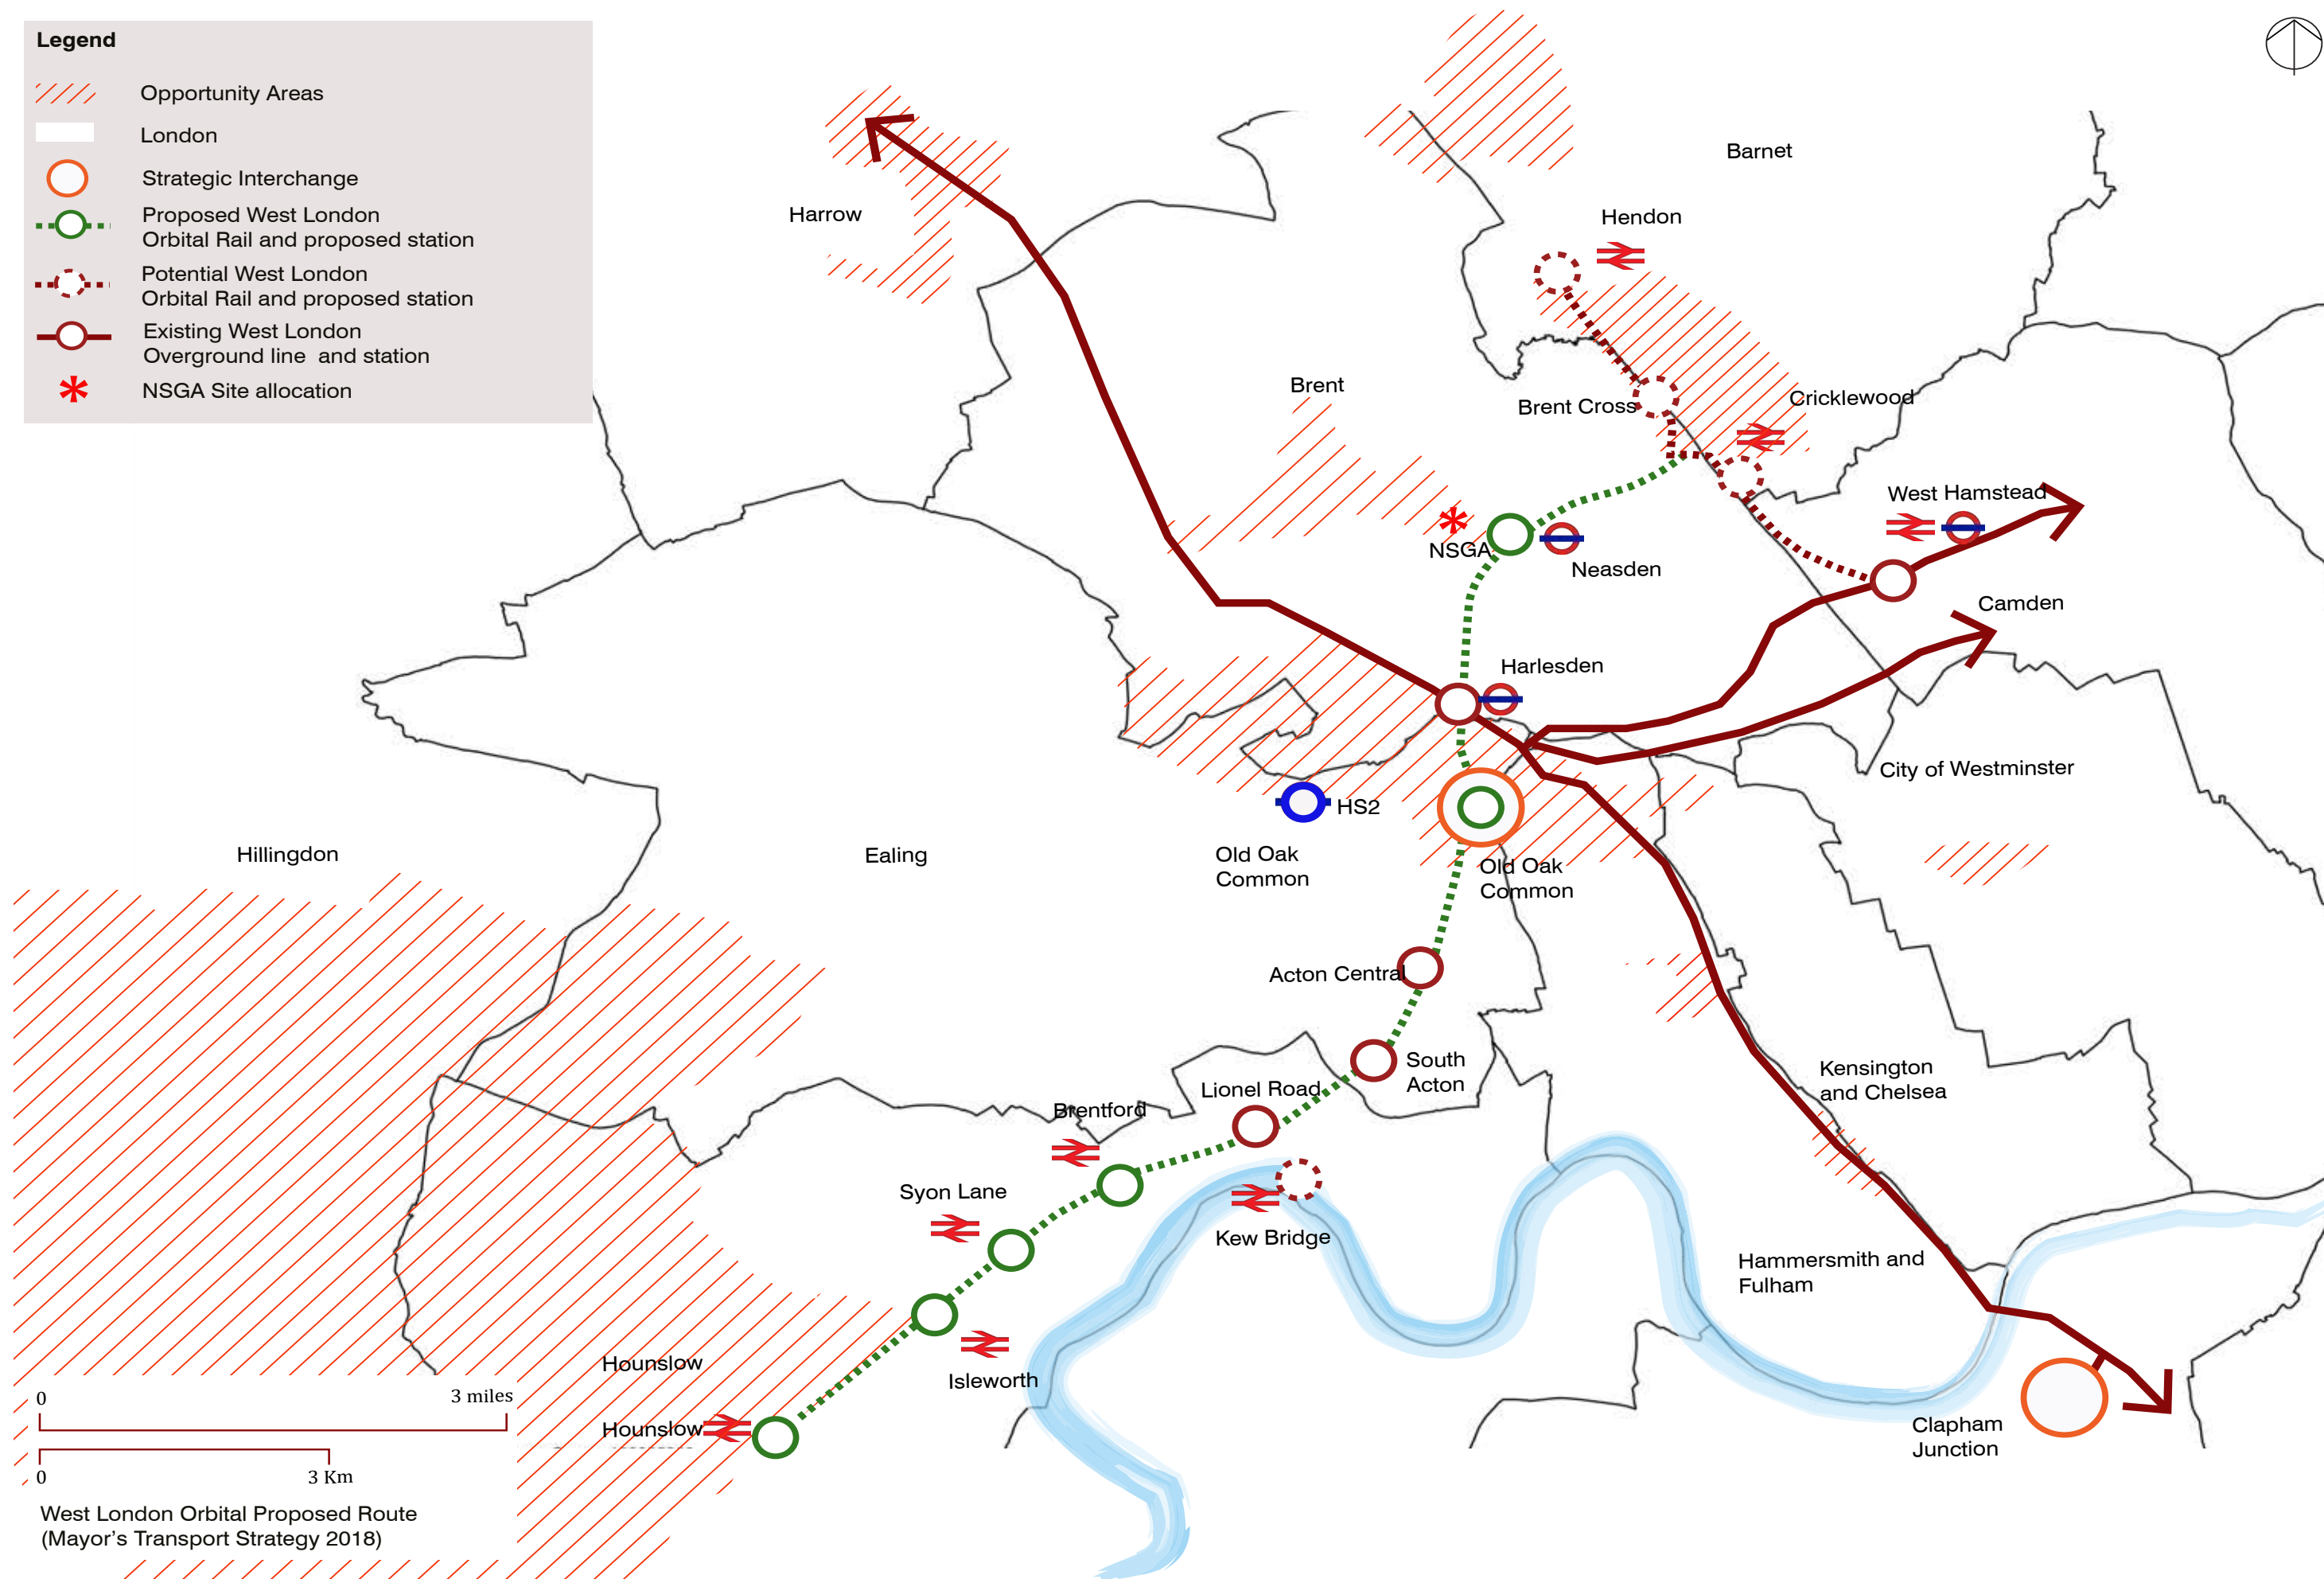 Legend
Opportunity Areas
London
Strategic Interchange
Proposed West London
Orbital Rail and proposed station
Potential West London
Orbital Rail and proposed station
Existing West London
Overground line and station
* NSGA Site allocation
Barnet
Harrow
Hendon
Brent
Brent Cross
Cricklewood
West Hamstead
*
NSGA
Neasden
Camden
Harlesden
City of Westminster
HS2
Hillingdon
Ealing
Old Oak
Common
Old Oak
Common
Acton Central
South
Acton
Kensington
and Chelsea
Lionel Road
Brentford
Syon Lane
Kew Bridge
Hammersmith and
Fulham
Hounslow
Isleworth
Hounslow
Clapham
Junction
0 3 miles
0 3 Km
West London Orbital Proposed Route
(Mayor’s Transport Strategy 2018)